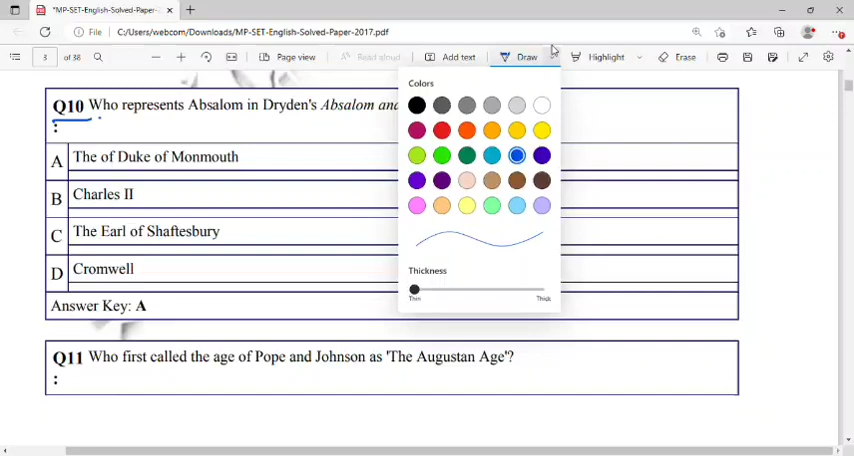 *MP-SET-English-Solved-Paper-
File C:/Users/webcom/Downloads/MP-SET-English-Solved-Paper-2017.pdf
3 of 38 Page view Read aloud Add text Draw Highlight Erase
Colors
Q10 Who represents Absalom in Dryden's Absalom and
:
A The of Duke of Monmouth
B Charles II
C The Earl of Shaftesbury
D Cromwell
Thickness
Thin Thick
Answer Key: A
Q11 Who first called the age of Pope and Johnson as 'The Augustan Age'?
: